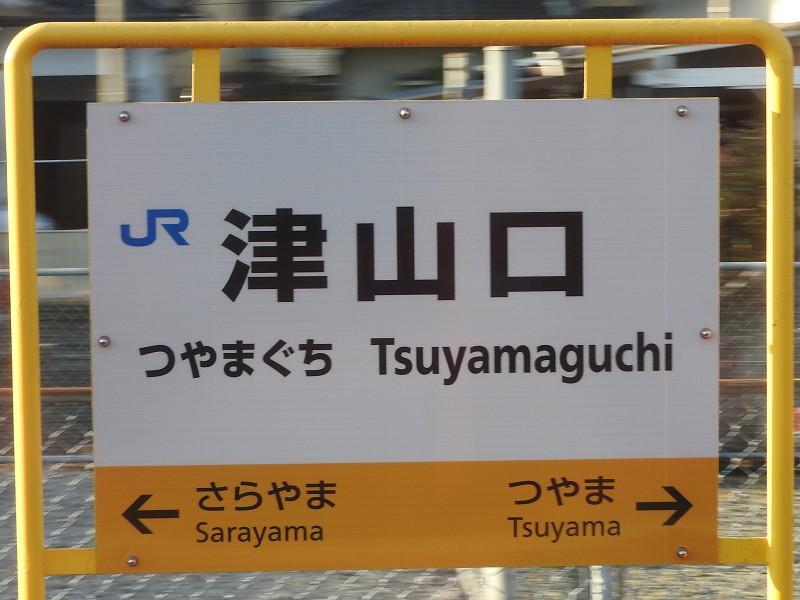 JR 津山口
つやまぐち Tsuyamaguchi
← さらやま つやま →
Sarayama Tsuyama